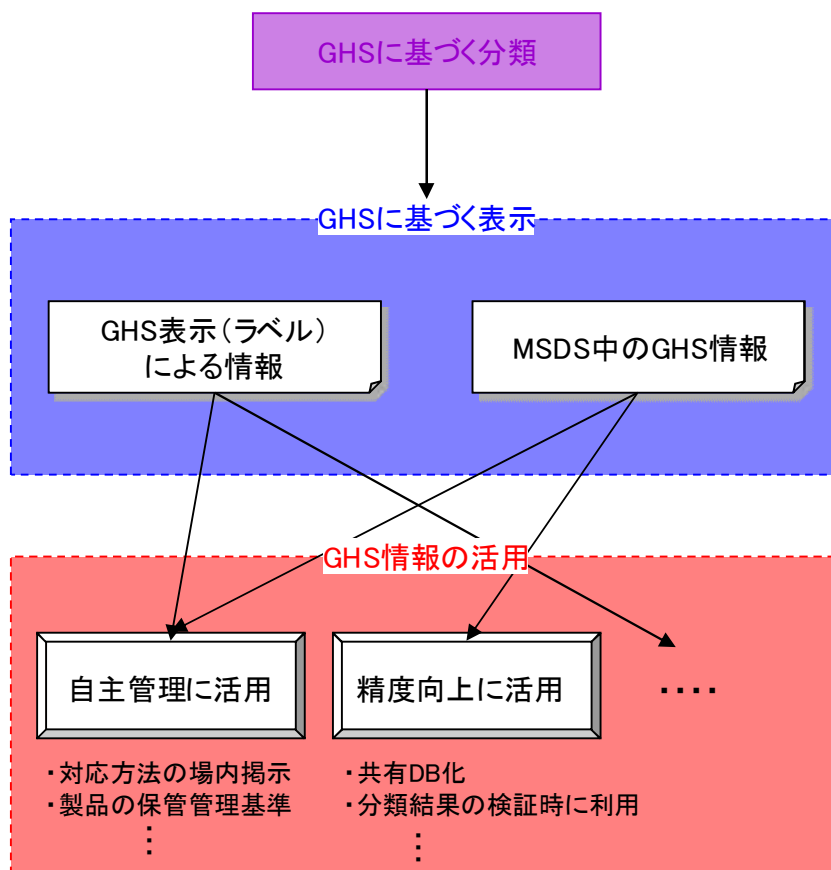 GHSに基づく分類
GHSに基づく表示
GHS表示(ラベル)
による情報
MSDS中のGHS情報
GHS情報の活用
自主管理に活用
精度向上に活用
････
・対応方法の場内掲示
・製品の保管管理基準
⋮
・共有DB化
・分類結果の検証時に利用
⋮